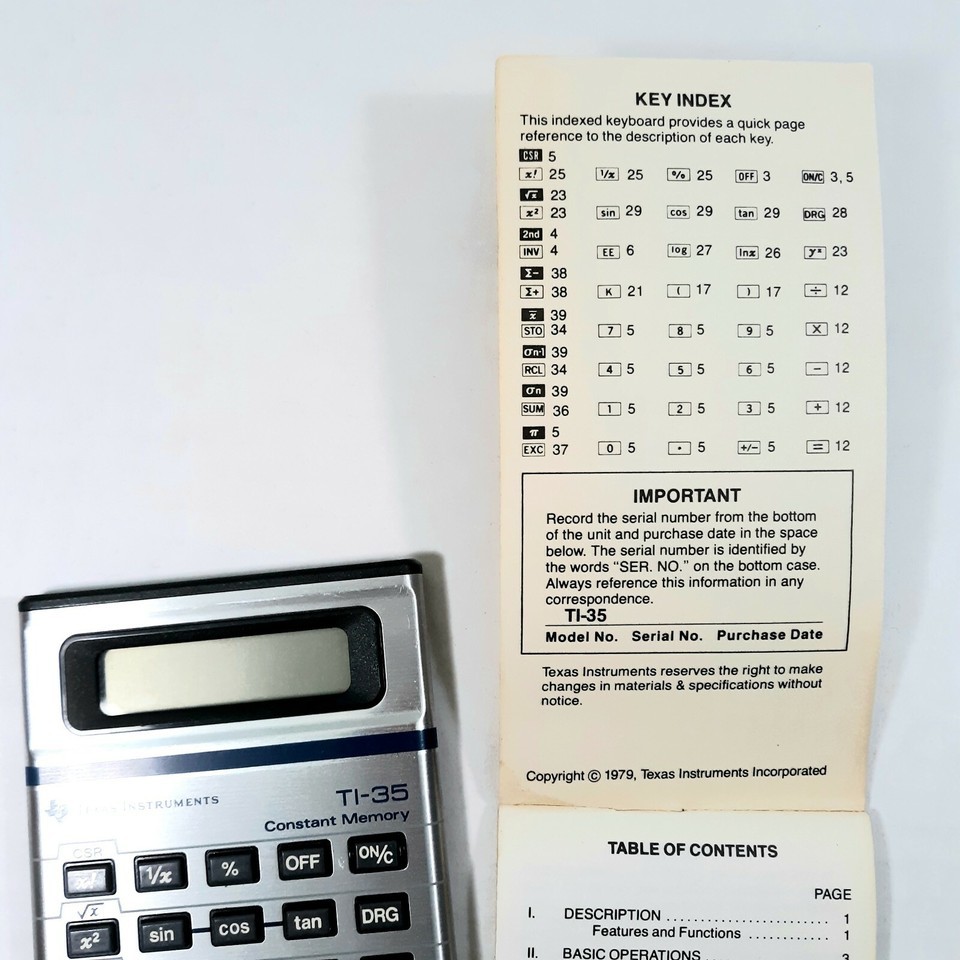 KEY INDEX
This indexed keyboard provides a quick page
reference to the description of each key.
CSR 5
x! 25 1/x 25 % 25 OFF 3 ON/C 3, 5
√x 23
x² 23 sin 29 cos 29 tan 29 DRG 28
2nd 4
INV 4 EE 6 log 27 lnx 26 yˣ 23
Σ− 38
Σ+ 38 K 21 ( 17 ) 17 ÷ 12
x̅ 39
STO 34 7 5 8 5 9 5 X 12
σn-1 39
RCL 34 4 5 5 5 6 5 − 12
σn 39
SUM 36 1 5 2 5 3 5 + 12
π 5
EXC 37 0 5 • 5 +/− 5 = 12
IMPORTANT
Record the serial number from the bottom
of the unit and purchase date in the space
below. The serial number is identified by
the words “SER. NO.” on the bottom case.
Always reference this information in any
correspondence.
TI-35
Model No. Serial No. Purchase Date
Texas Instruments reserves the right to make
changes in materials & specifications without
notice.
Copyright © 1979, Texas Instruments Incorporated
TABLE OF CONTENTS
PAGE
I. DESCRIPTION ........................ 1
Features and Functions ............ 1
II. BASIC OPERATIONS .................. 3
TEXAS INSTRUMENTS
TI-35
Constant Memory
CSR
x! 1/x % OFF ON/C
√x
x² sin cos tan DRG